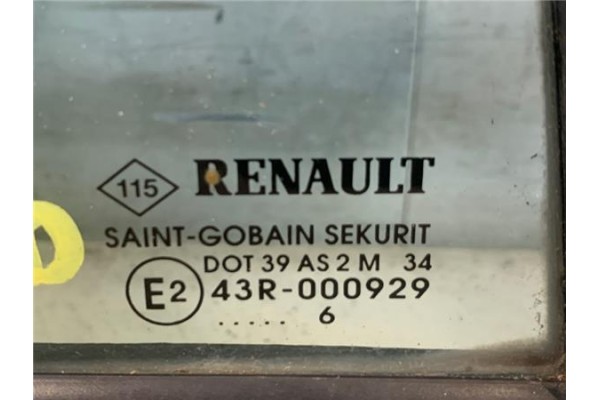 115 RENAULT
SAINT-GOBAIN SEKURIT
DOT 39 AS 2 M 34
E2 43R-000929
..... 6